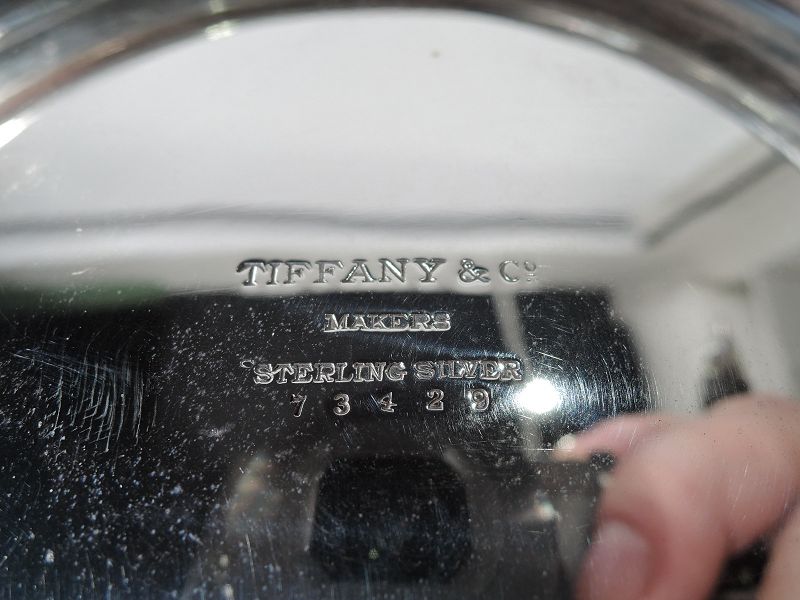 TIFFANY & Co
MAKERS
STERLING SILVER
7 3 4 2 9